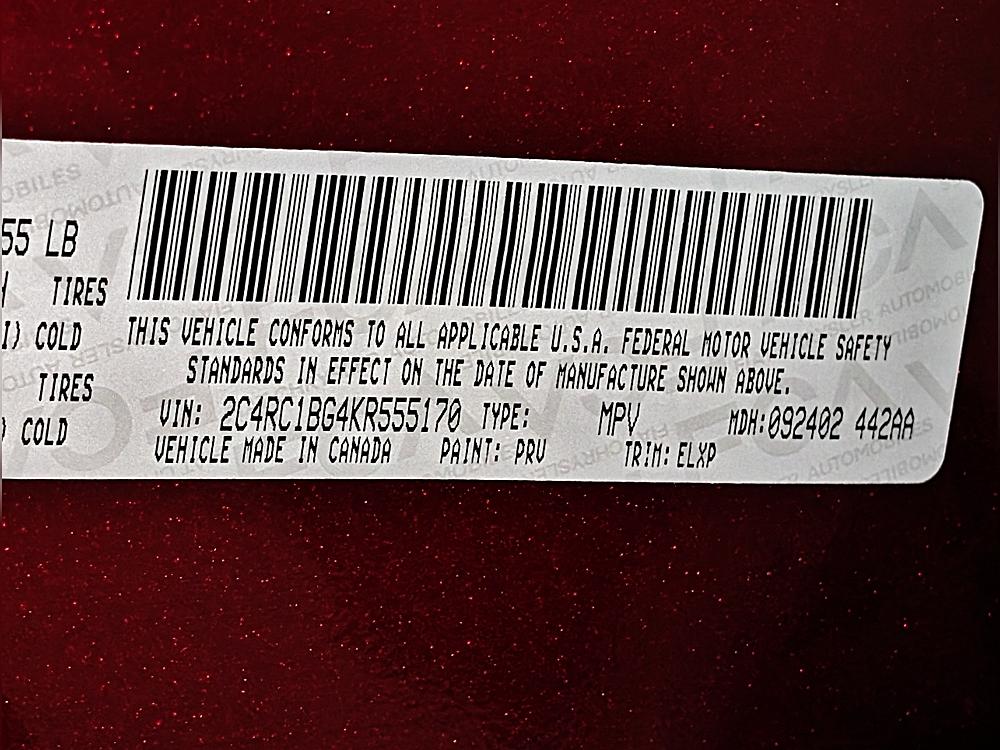 55 LB
TIRES
COLD
TIRES
COLD
THIS VEHICLE CONFORMS TO ALL APPLICABLE U.S.A. FEDERAL MOTOR VEHICLE SAFETY
STANDARDS IN EFFECT ON THE DATE OF MANUFACTURE SHOWN ABOVE.
VIN: 2C4RC1BG4KR555170 TYPE: MPV MDH:092402 442AA
VEHICLE MADE IN CANADA PAINT: PRV TRIM: ELXP